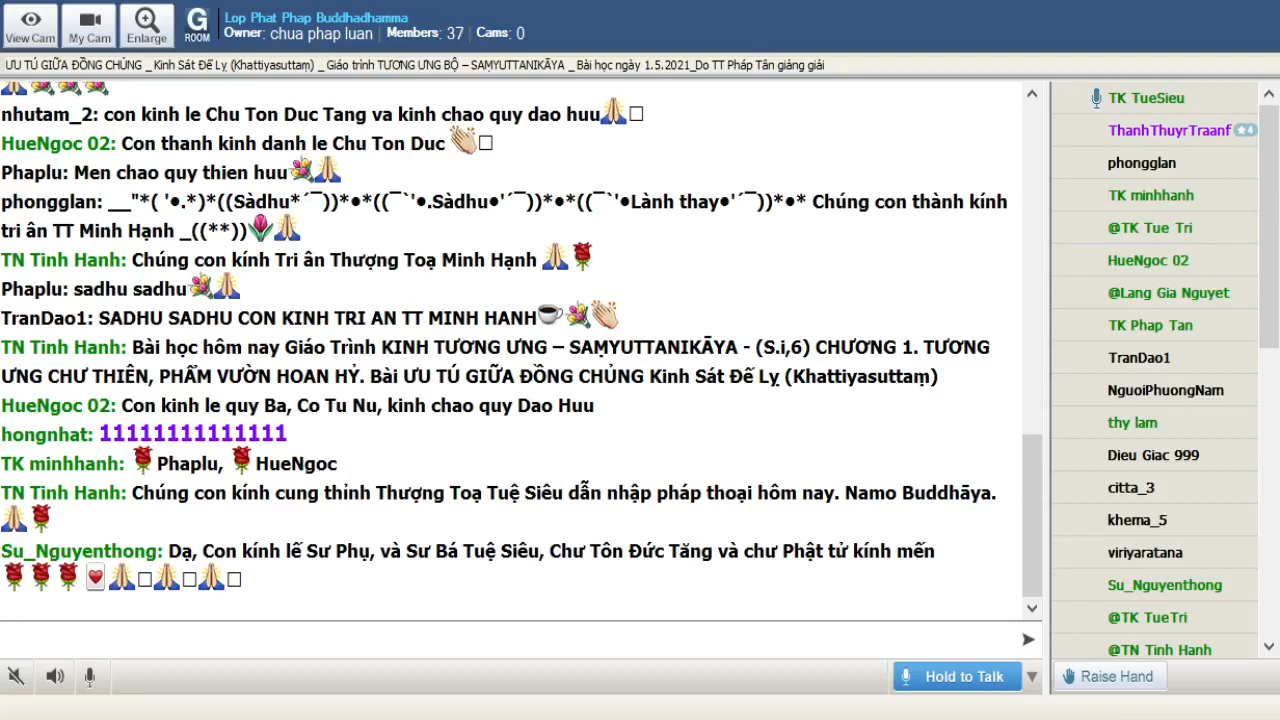 View Cam
My Cam
Enlarge
G
ROOM
Lop Phat Phap Buddhadhamma
Owner: chua phap luan | Members: 37 | Cams: 0
ƯU TÚ GIỮA ĐỒNG CHỦNG _Kinh Sát Đế Lỵ (Khattiyasuttaṃ) _ Giáo trình TƯƠNG ƯNG BỘ – SAṂYUTTANIKĀYA _Bài học ngày 1.5.2021_Do TT Pháp Tân giảng giải
nhutam_2: con kinh le Chu Ton Duc Tang va kinh chao quy dao huu🙏□
HueNgoc 02: Con thanh kinh danh le Chu Ton Duc 👏□
Phaplu: Men chao quy thien huu💐🙏
phongglan: __"*( '•.*)*((Sàdhu*´¯))*•*((¯`'•.Sàdhu•'´¯))*•*((¯`'•Lành thay•'´¯))*•* Chúng con thành kính
tri ân TT Minh Hạnh _((**))🌷🙏
TN Tinh Hanh: Chúng con kính Tri ân Thượng Toạ Minh Hạnh 🙏🌹
Phaplu: sadhu sadhu💐🙏
TranDao1: SADHU SADHU CON KINH TRI AN TT MINH HANH☕💐👏
TN Tinh Hanh: Bài học hôm nay Giáo Trình KINH TƯƠNG ƯNG – SAṂYUTTANIKĀYA - (S.i,6) CHƯƠNG 1. TƯƠNG
ƯNG CHƯ THIÊN, PHẨM VƯỜN HOAN HỶ. Bài ƯU TÚ GIỮA ĐỒNG CHỦNG Kinh Sát Đế Lỵ (Khattiyasuttaṃ)
HueNgoc 02: Con kinh le quy Ba, Co Tu Nu, kinh chao quy Dao Huu
hongnhat: 11111111111111
TK minhhanh: 🌹Phaplu, 🌹HueNgoc
TN Tinh Hanh: Chúng con kính cung thỉnh Thượng Toạ Tuệ Siêu dẫn nhập pháp thoại hôm nay. Namo Buddhāya.
🙏🌹
Su_Nguyenthong: Dạ, Con kính lễ Sư Phụ, và Sư Bá Tuệ Siêu, Chư Tôn Đức Tăng và chư Phật tử kính mến
🌹🌹🌹💌🙏□🙏□🙏□
Hold to Talk
TK TueSieu
ThanhThuyrTraanf ★4
phongglan
TK minhhanh
@TK Tue Tri
HueNgoc 02
@Lang Gia Nguyet
TK Phap Tan
TranDao1
NguoiPhuongNam
thy lam
Dieu Giac 999
citta_3
khema_5
viriyaratana
Su_Nguyenthong
@TK TueTri
@TN Tinh Hanh
Raise Hand